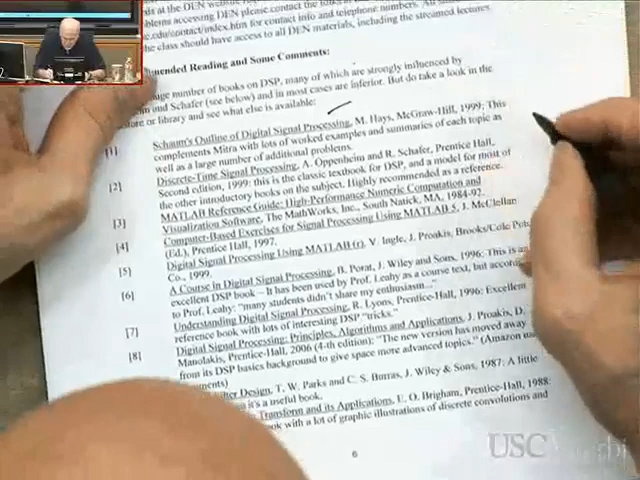 at the DEN website
problems accessing DEN please contact the
.edu/contact/index.htm for contact info and telephone numbers. All
the class should have access to all DEN materials, including the streamed lectures
mended Reading and Some Comments:
huge number of books on DSP, many of which are strongly influenced by
im and Schafer (see below) and in most cases are inferior. But do take a look in the
store or library and see what else is available:
[1] Schaum's Outline of Digital Signal Processing, M. Hays, McGraw-Hill, 1999; This
complements Mitra with lots of worked examples and summaries of each topic as
well as a large number of additional problems.
[2] Discrete-Time Signal Processing, A. Oppenheim and R. Schafer, Prentice Hall,
Second edition, 1999: this is the classic textbook for DSP, and a model for most of
the other introductory books on the subject. Highly recommended as a reference.
[3] MATLAB Reference Guide: High-Performance Numeric Computation and
Visualization Software, The MathWorks, Inc., South Natick, MA, 1984-92.
[4] Computer-Based Exercises for Signal Processing Using MATLAB 5, J. McClellan
(Ed.), Prentice Hall, 1997.
[5] Digital Signal Processing Using MATLAB (r), V. Ingle, J. Proakis, Brooks/Cole
Co., 1999.
[6] A Course in Digital Signal Processing, B. Porat, J. Wiley and Sons, 1996: This is an
excellent DSP book – It has been used by Prof. Leahy as a course text, but
to Prof. Leahy: "many students didn't share my enthusiasm..."
[7] Understanding Digital Signal Processing, R. Lyons, Prentice-Hall, 1996: Excellent
reference book with lots of interesting DSP "tricks."
[8] Digital Signal Processing: Principles, Algorithms and Applications, J. Proakis, D.
Manolakis, Prentice-Hall, 2006 (4-th edition): "The new version has moved away
from its DSP basics background to give space more advanced topics." (Amazon
Design, T. W. Parks and C. S. Burras, J. Wiley & Sons, 1987: A little
it's a useful book.
Transform and its Applications, E. O. Brigham, Prentice-Hall, 1988:
with a lot of graphic illustrations of discrete convolutions and
6
USC Viterbi